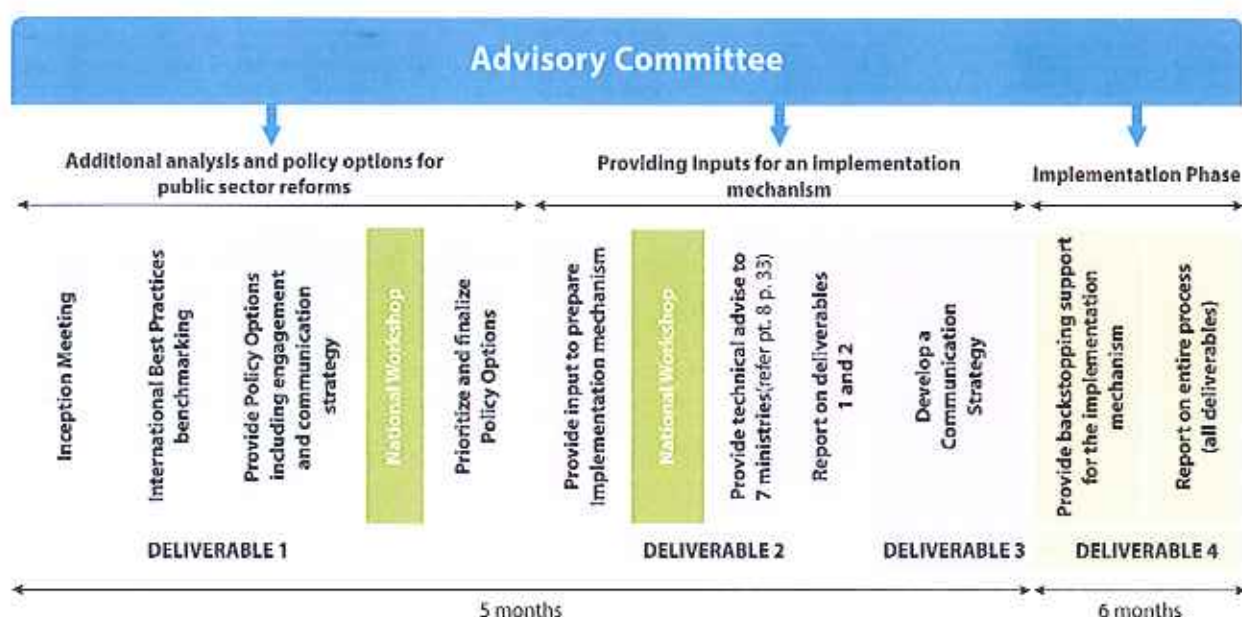 Advisory Committee
Additional analysis and policy options for
public sector reforms
Providing Inputs for an implementation
mechanism
Implementation Phase
Inception Meeting
International Best Practices
benchmarking
Provide Policy Options
including engagement
and communication
strategy
National Workshop
Prioritize and finalize
Policy Options
Provide input to prepare
Implementation mechanism
National Workshop
Provide technical advise to
7 ministries(refer pt. 8 p. 33)
Report on deliverables
1 and 2
Develop a
Communication
Strategy
Provide backstopping support
for the implementation
mechanism
Report on entire process
(all deliverables)
DELIVERABLE 1
DELIVERABLE 2
DELIVERABLE 3
DELIVERABLE 4
5 months
6 months